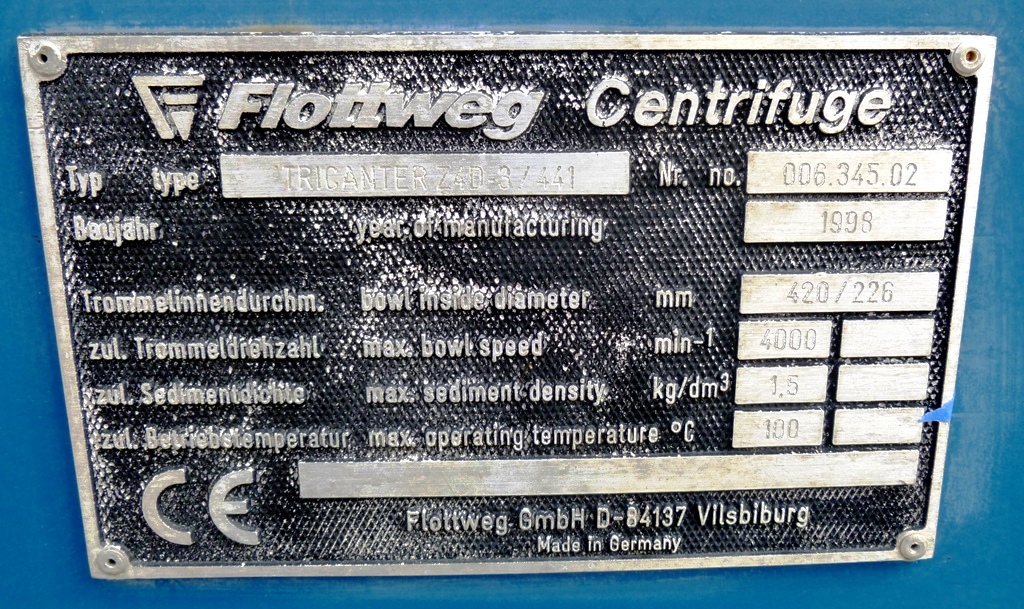 Flottweg Centrifuge
Typ type TRICANTER Z4D-3/441 Nr. no. 006.345.02
Baujahr year of manufacturing 1998
Trommelinnendurchm. bowl inside diameter mm 420/226
zul. Trommeldrehzahl max. bowl speed min-1 4000
zul. Sedimentdichte max. sediment density kg/dm³ 1,5
zul. Betriebstemperatur max. operating temperature °C 100
CE
Flottweg GmbH D-84137 Vilsbiburg
Made in Germany